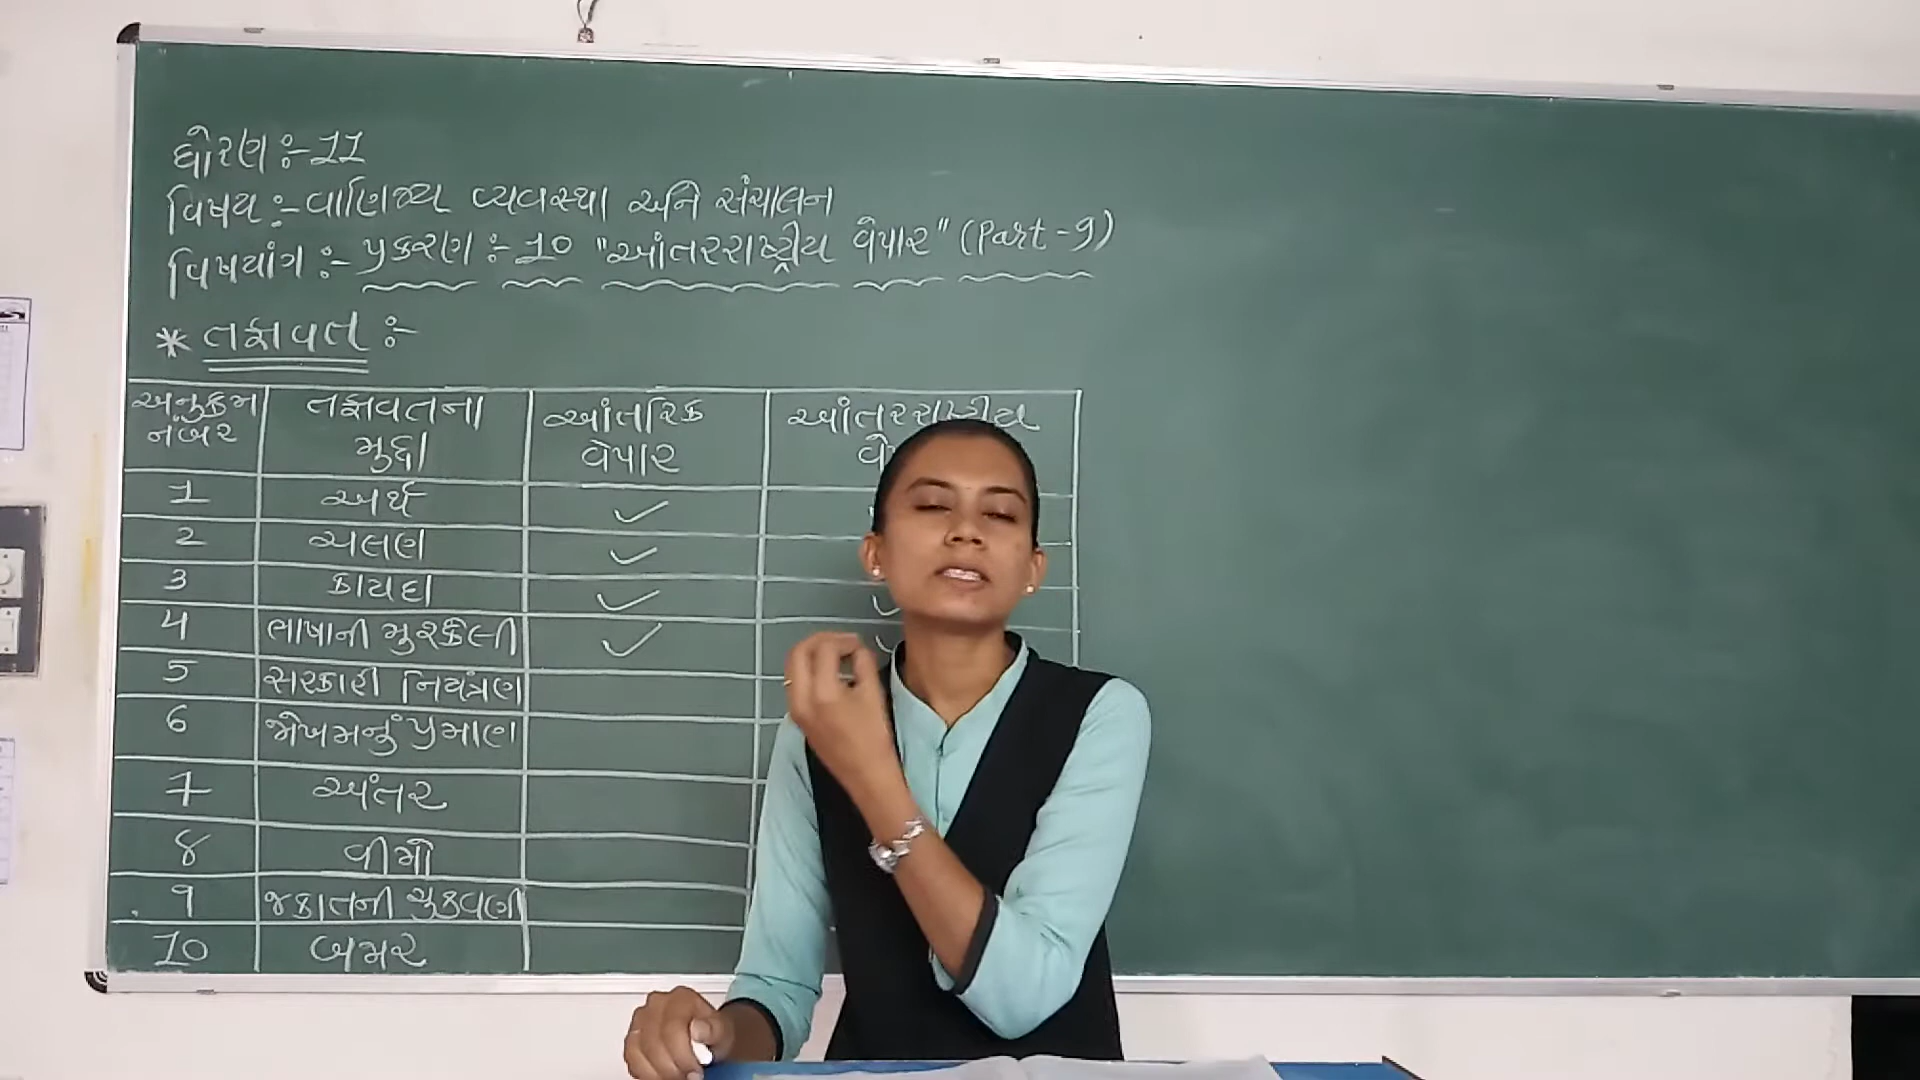 ધોરણ :- 11
વિષય :- વાણિજ્ય વ્યવસ્થા અને સંચાલન
વિષયાંગ :- પ્રકરણ :- 10 "આંતરરાષ્ટ્રીય વેપાર" (Part-9)
* તફાવત :-
અનુક્રમ નંબર
તફાવતના મુદ્દા
આંતરિક વેપાર
આંતરરાષ્ટ્રીય
1 અર્થ ✓
2 ચલણ ✓
3 કાયદા ✓ ✓
4 ભાષાની મુશ્કેલી ✓ ✓
5 સરકારી નિયંત્રણ
6 જોખમનું પ્રમાણ
7 અંતર
8 વીમો
9 જકાતની ચુકવણી
10 બજાર